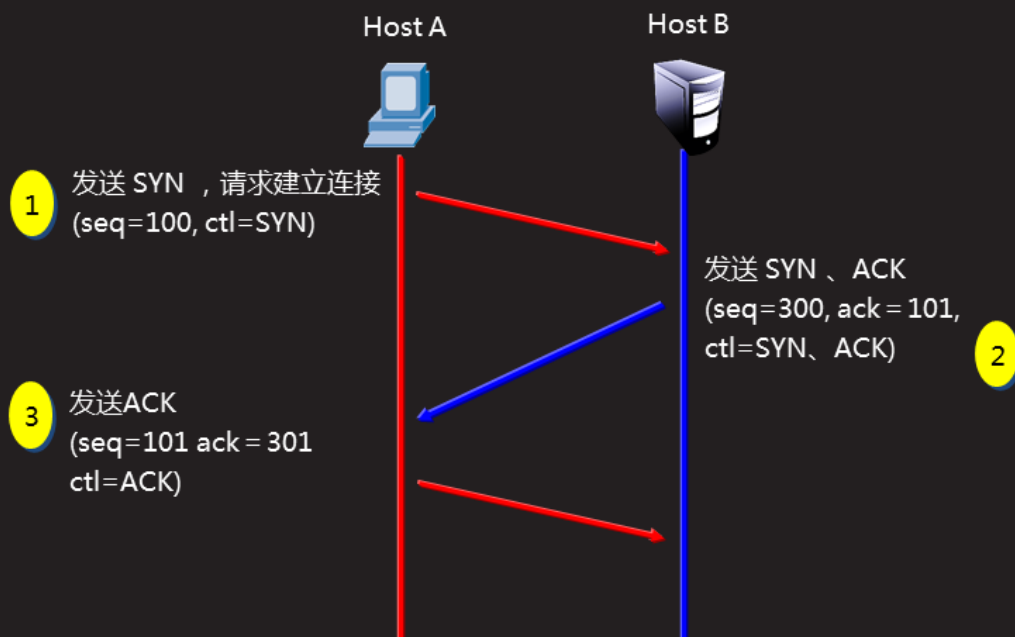 Host A
Host B
1
发送 SYN ，请求建立连接
(seq=100, ctl=SYN)
发送 SYN 、ACK
(seq=300, ack = 101,
ctl=SYN、ACK)
2
3
发送ACK
(seq=101 ack = 301
ctl=ACK)